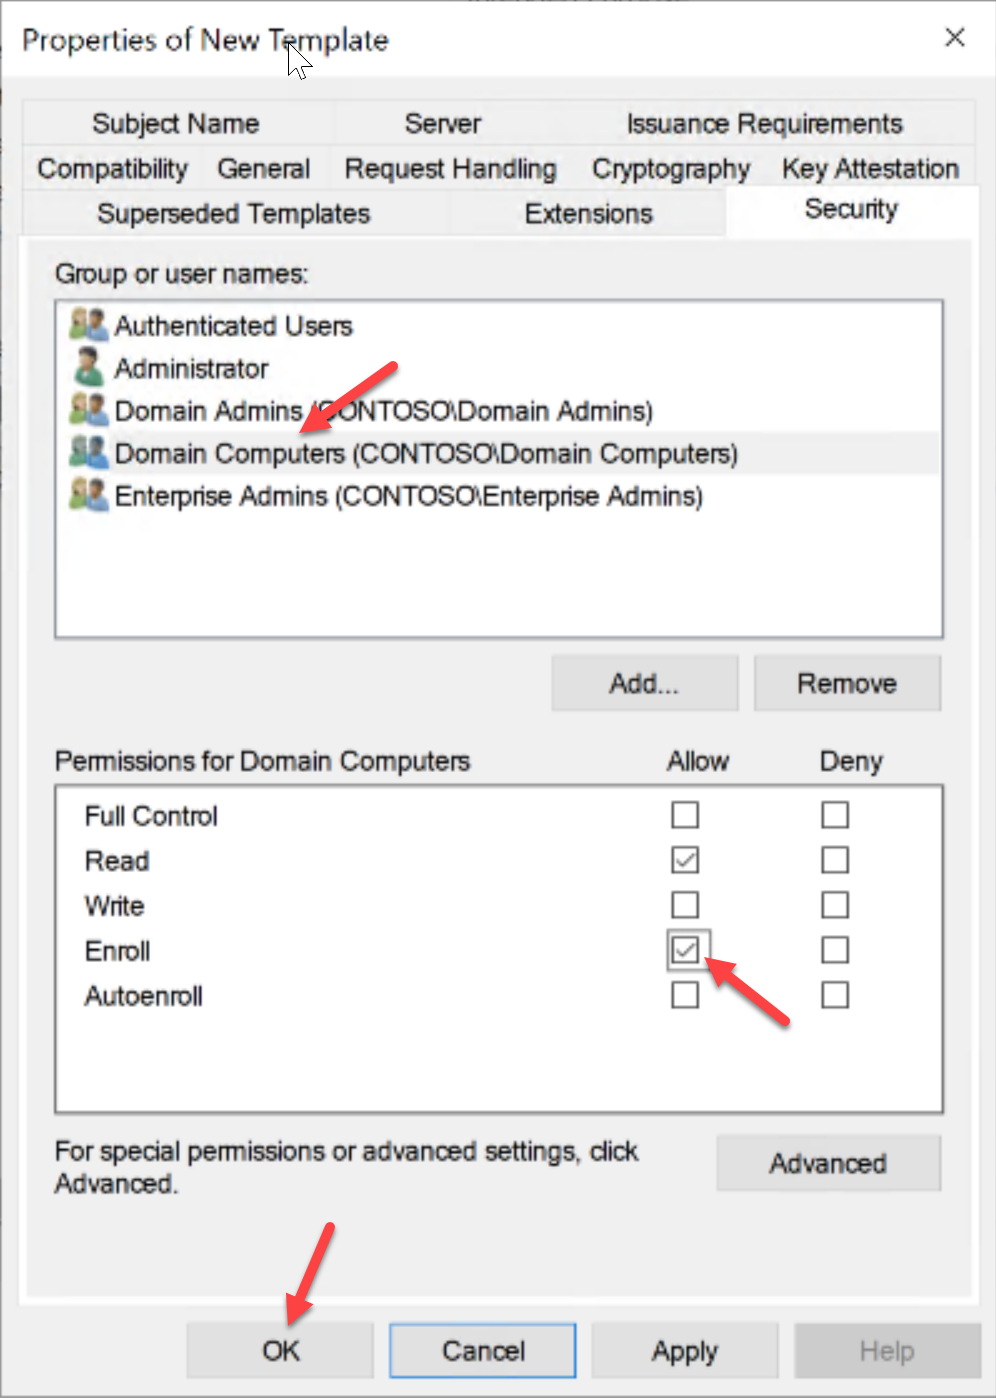 Properties of New Template
Subject Name Server Issuance Requirements
Compatibility General Request Handling Cryptography Key Attestation
Superseded Templates Extensions Security
Group or user names:
Authenticated Users
Administrator
Domain Admins (CONTOSO\Domain Admins)
Domain Computers (CONTOSO\Domain Computers)
Enterprise Admins (CONTOSO\Enterprise Admins)
Add... Remove
Permissions for Domain Computers Allow Deny
Full Control
Read
Write
Enroll
Autoenroll
For special permissions or advanced settings, click
Advanced.
Advanced
OK Cancel Apply Help